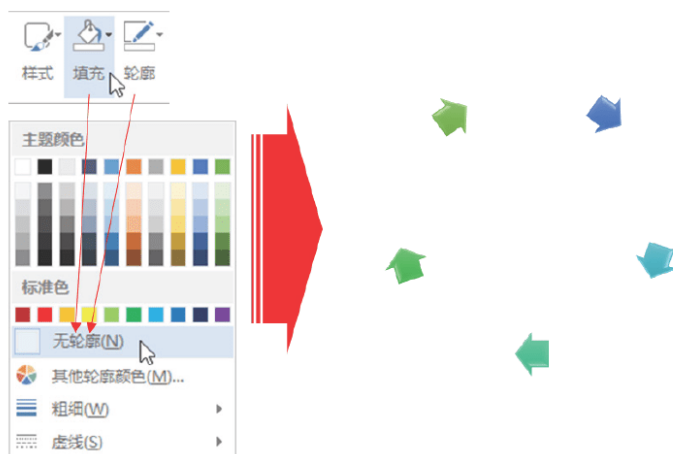 样式 填充 轮廓
主题颜色
标准色
无轮廓(N)
其他轮廓颜色(M)...
粗细(W)
虚线(S)